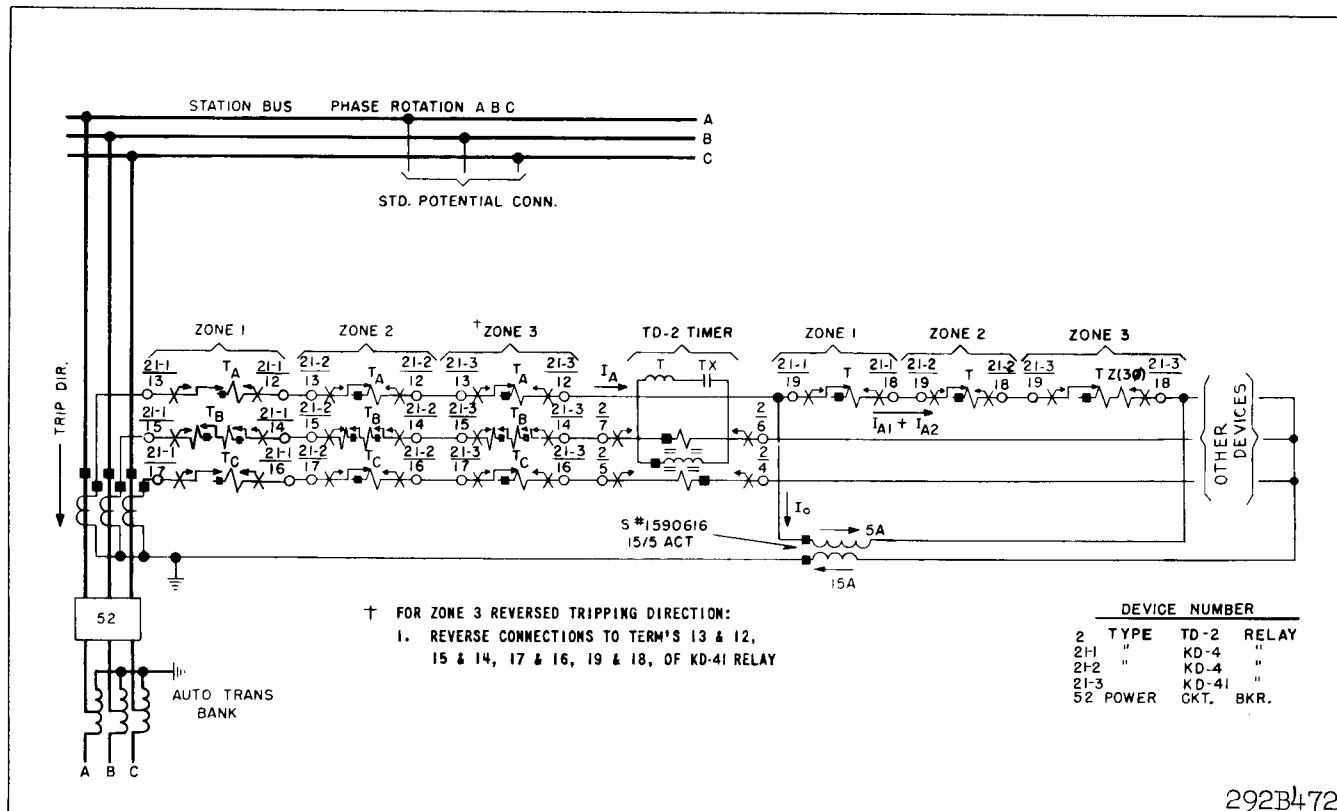 STATION BUS PHASE ROTATION A B C
A
B
C
STD. POTENTIAL CONN.
TRIP DIR.
ZONE 1 ZONE 2 † ZONE 3 TD-2 TIMER ZONE 1 ZONE 2 ZONE 3
T TX
21-1 13 TA 21-1 12 21-2 13 TA 21-2 12 21-3 13 TA 21-3 12 IA 21-1 19 T 21-1 18 21-2 19 T 21-2 18 21-3 19 TZ(3Ø) 21-3 18
IA1 + IA2
21-1 15 TB 21-1 14 21-2 15 TB 21-2 14 21-3 15 TB 21-3 14 2 7 2 6
21-1 17 TC 21-1 16 21-2 17 TC 21-2 16 21-3 17 TC 21-3 16 2 5 2 4
OTHER DEVICES
Io
S#1590616
15/5 ACT
5A
15A
52
AUTO TRANS
BANK
A B C
† FOR ZONE 3 REVERSED TRIPPING DIRECTION:
1. REVERSE CONNECTIONS TO TERM'S 13 & 12,
15 & 14, 17 & 16, 19 & 18, OF KD-41 RELAY
DEVICE NUMBER
2 TYPE TD-2 RELAY
21-1 " KD-4 "
21-2 " KD-4 "
21-3 KD-41 "
52 POWER CKT. BKR.
292B472